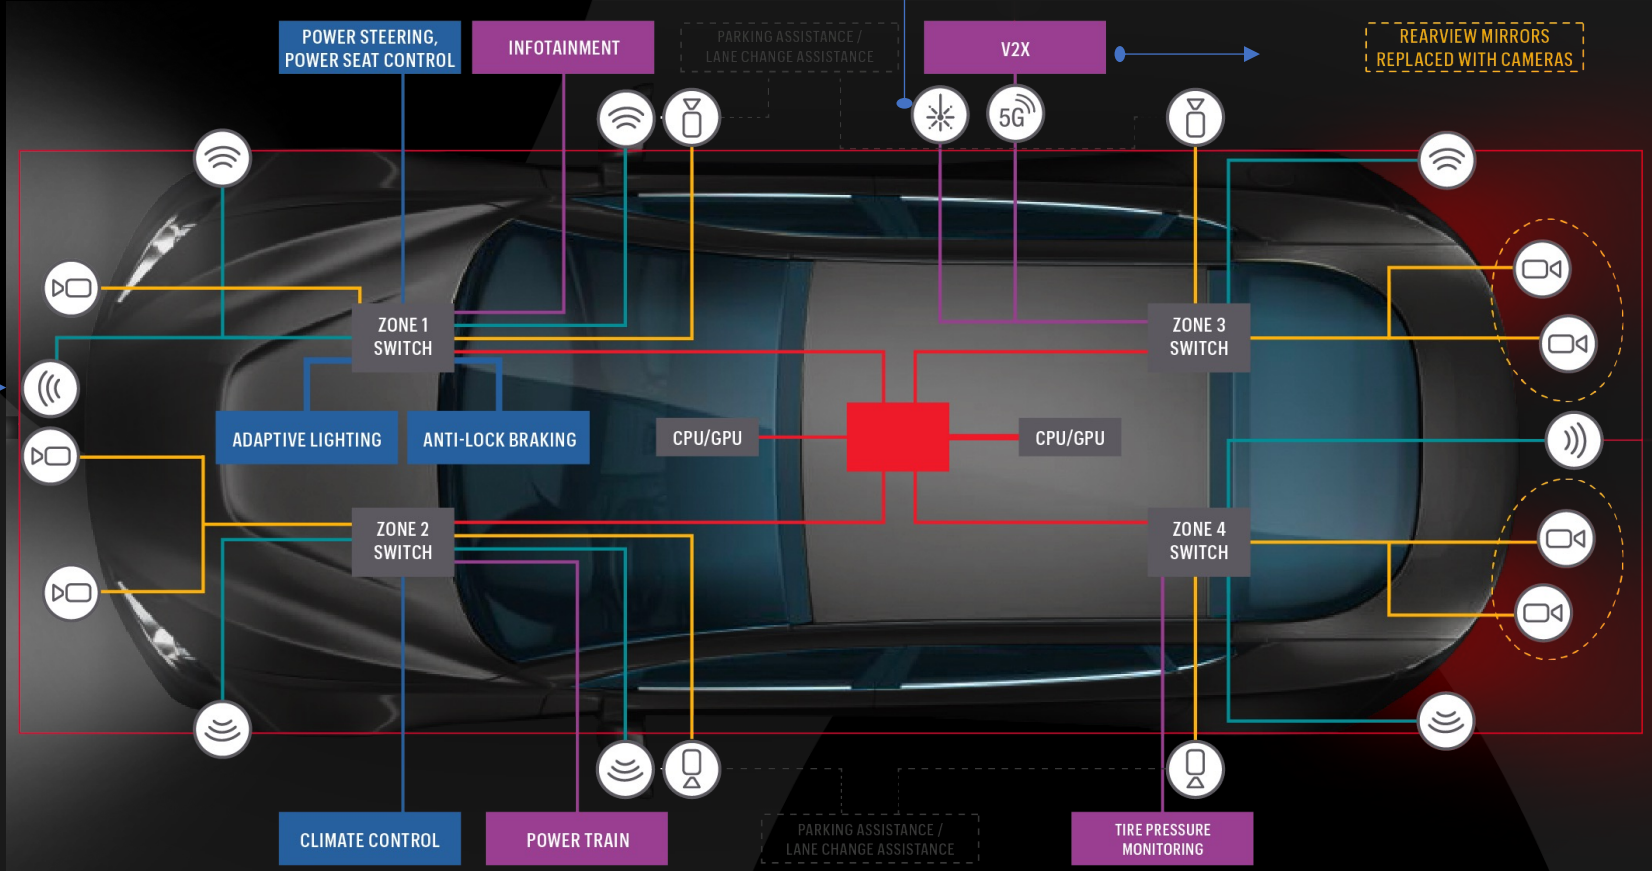 POWER STEERING,
POWER SEAT CONTROL
INFOTAINMENT
PARKING ASSISTANCE /
LANE CHANGE ASSISTANCE
V2X
REARVIEW MIRRORS
REPLACED WITH CAMERAS
5G
ZONE 1
SWITCH
ZONE 3
SWITCH
ADAPTIVE LIGHTING
ANTI-LOCK BRAKING
CPU/GPU
CPU/GPU
ZONE 2
SWITCH
ZONE 4
SWITCH
CLIMATE CONTROL
POWER TRAIN
PARKING ASSISTANCE /
LANE CHANGE ASSISTANCE
TIRE PRESSURE
MONITORING